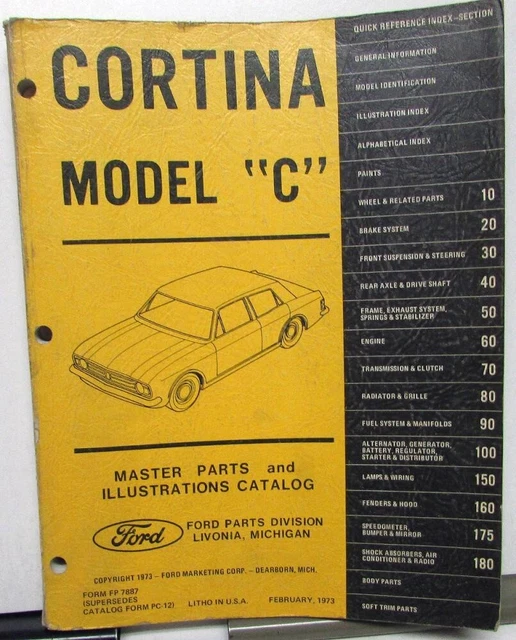 CORTINA
MODEL "C"
MASTER PARTS and
ILLUSTRATIONS CATALOG
Ford
FORD PARTS DIVISION
LIVONIA, MICHIGAN
COPYRIGHT 1973 – FORD MARKETING CORP. – DEARBORN, MICH.
FORM FP 7887
(SUPERSEDES
CATALOG FORM PC-12)
LITHO IN U.S.A.
FEBRUARY, 1973
QUICK REFERENCE INDEX–SECTION
GENERAL INFORMATION
MODEL IDENTIFICATION
ILLUSTRATION INDEX
ALPHABETICAL INDEX
PAINTS
WHEEL & RELATED PARTS 10
BRAKE SYSTEM 20
FRONT SUSPENSION & STEERING 30
REAR AXLE & DRIVE SHAFT 40
FRAME, EXHAUST SYSTEM,
SPRINGS & STABILIZER 50
ENGINE 60
TRANSMISSION & CLUTCH 70
RADIATOR & GRILLE 80
FUEL SYSTEM & MANIFOLDS 90
ALTERNATOR, GENERATOR,
BATTERY, REGULATOR,
STARTER & DISTRIBUTOR 100
LAMPS & WIRING 150
FENDERS & HOOD 160
SPEEDOMETER,
BUMPER & MIRROR 175
SHOCK ABSORBERS, AIR
CONDITIONER & RADIO 180
BODY PARTS
SOFT TRIM PARTS